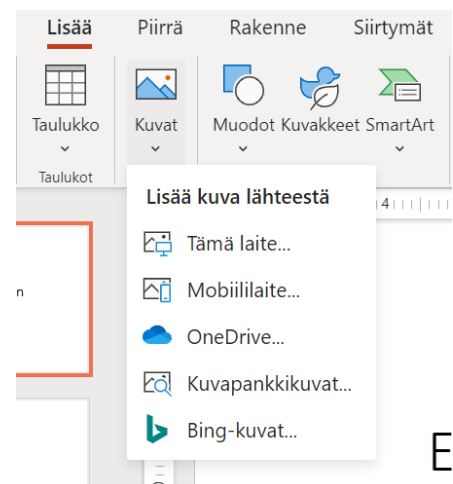 Lisää Piirrä Rakenne Siirtymät
Taulukko Kuvat Muodot Kuvakkeet SmartArt
Taulukot
Lisää kuva lähteestä
4
Tämä laite...
n
Mobiililaite...
OneDrive...
Kuvapankkikuvat...
Bing-kuvat...
E